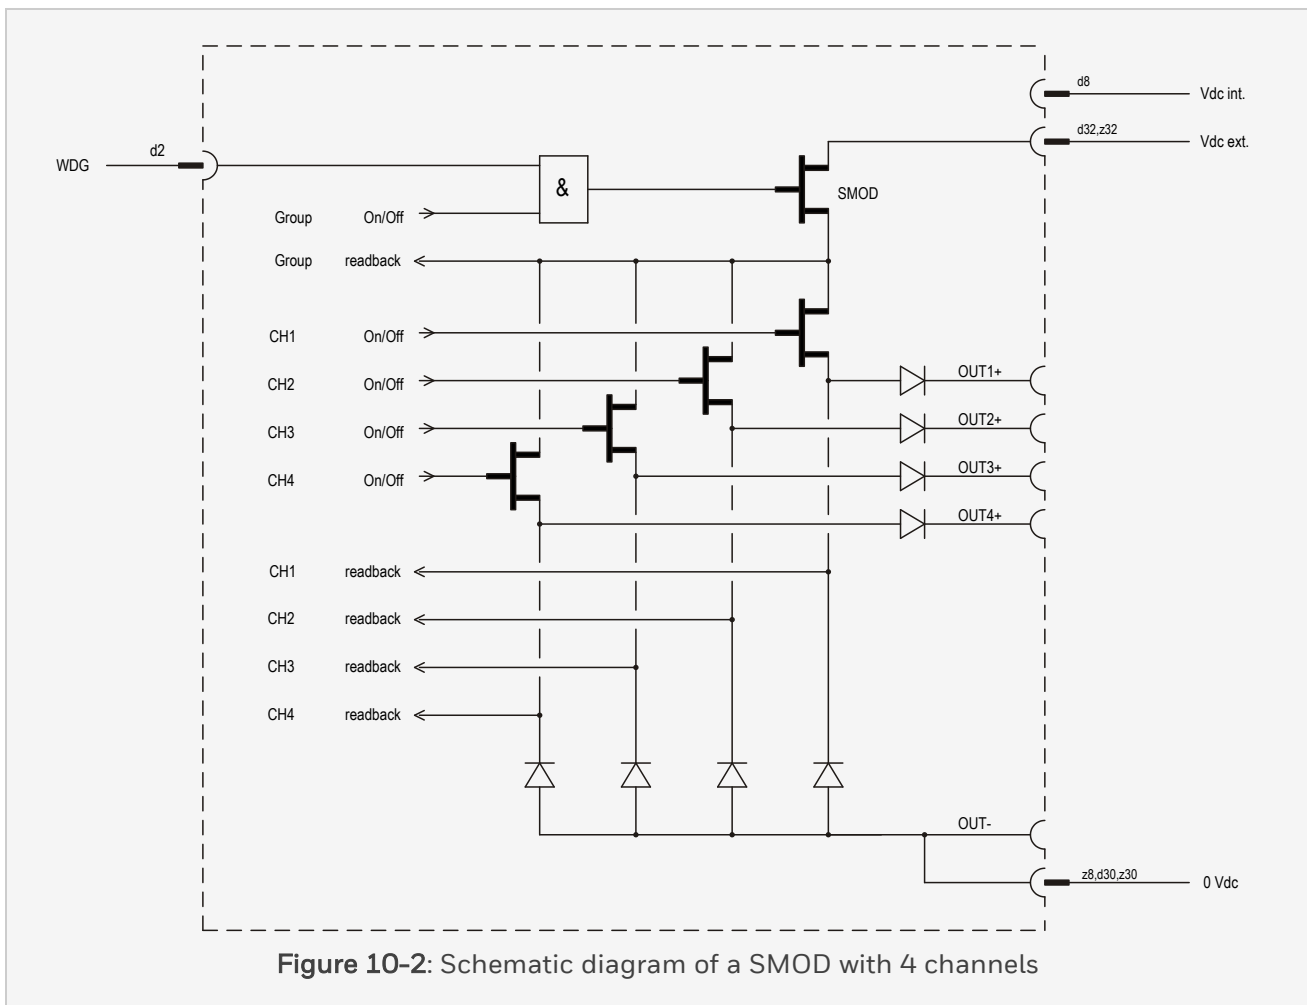 d8
Vdc int.
d32,z32
Vdc ext.
WDG
d2
&
SMOD
Group On/Off
Group readback
CH1 On/Off
OUT1+
CH2 On/Off
OUT2+
CH3 On/Off
OUT3+
CH4 On/Off
OUT4+
CH1 readback
CH2 readback
CH3 readback
CH4 readback
OUT-
z8,d30,z30
0 Vdc
Figure 10-2: Schematic diagram of a SMOD with 4 channels